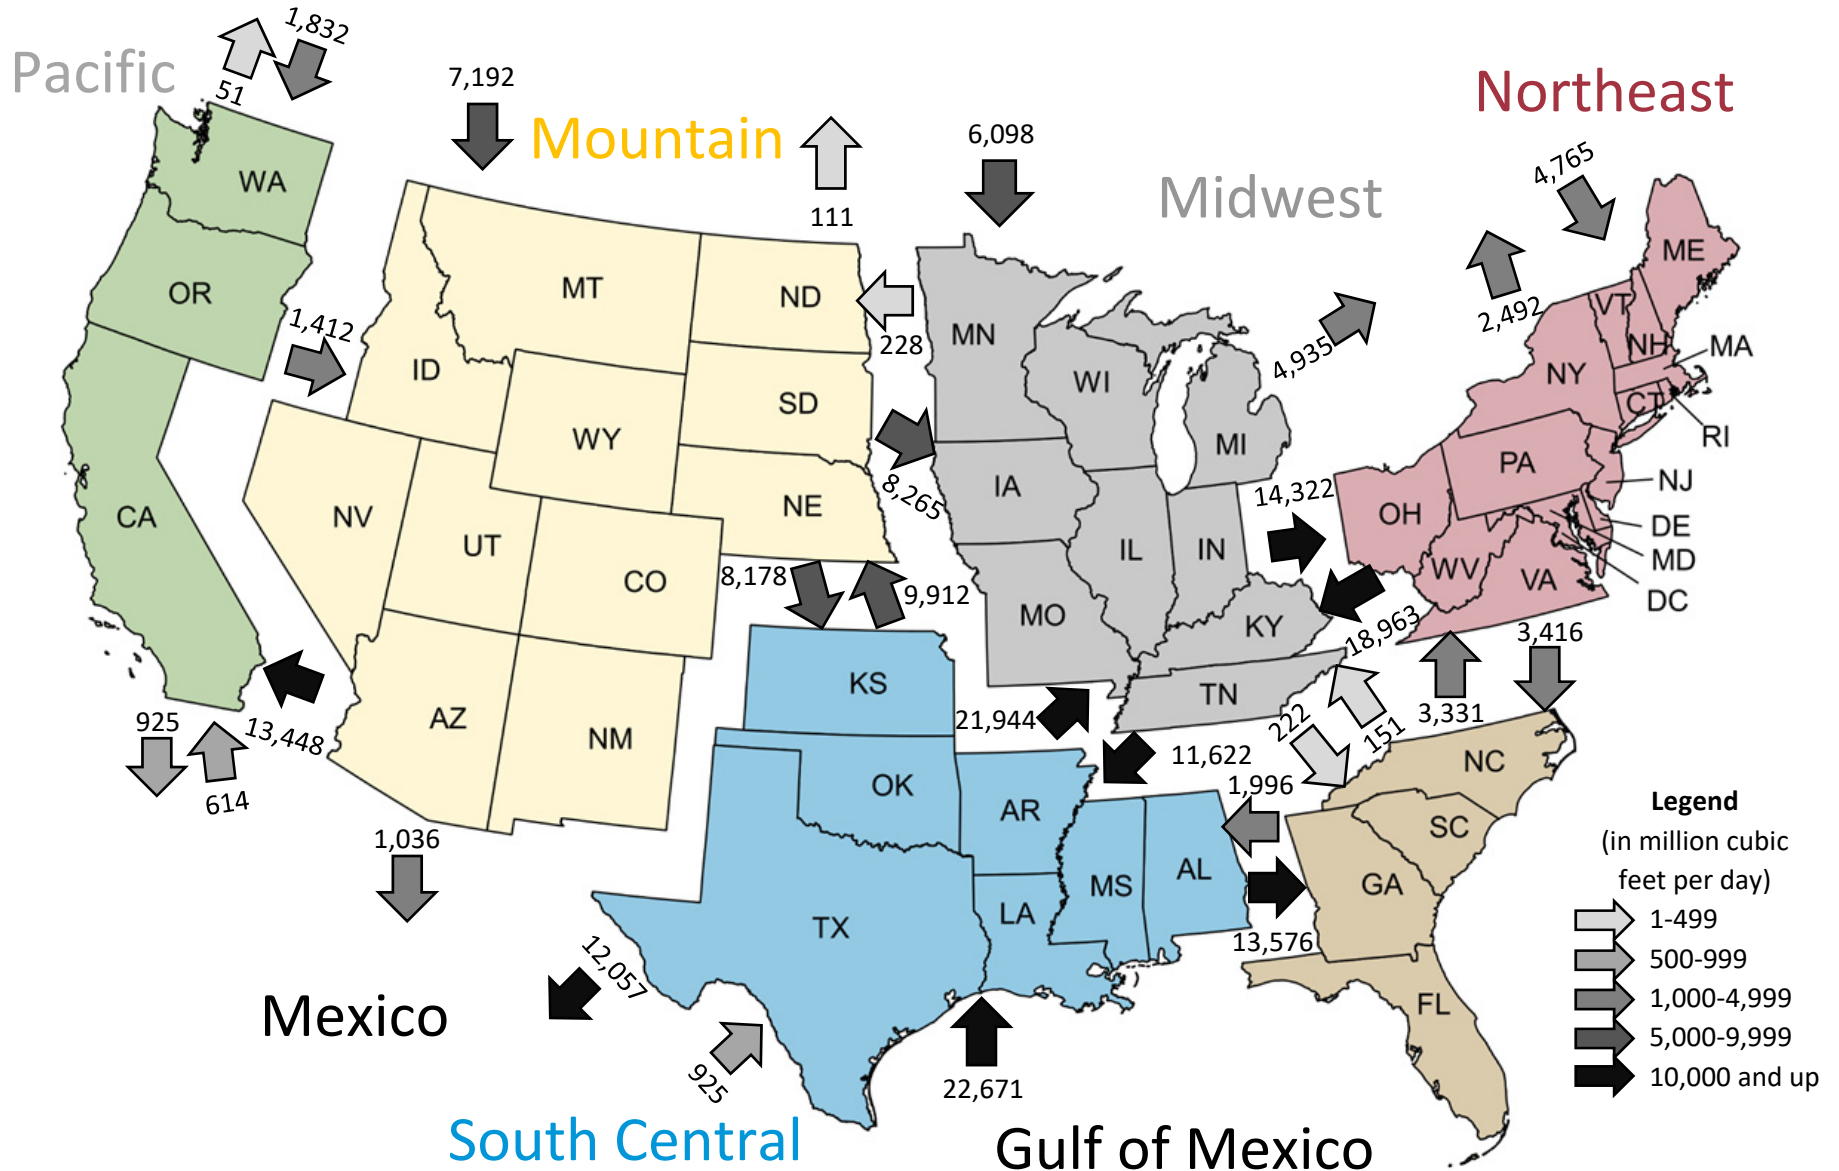 1,832
Pacific
51
7,192
Mountain
111
6,098
Midwest
Northeast
4,765
2,492
4,935
WA
OR
CA
1,412
MT
ND
ID
SD
WY
NE
NV
UT
CO
AZ
NM
228
8,265
8,178
9,912
MN
WI
MI
IA
IL
IN
MO
KY
TN
14,322
18,963
ME
VT
NH
MA
NY
CT
RI
PA
NJ
OH
DE
MD
WV
VA
DC
3,416
3,331
925
614
13,448
1,036
KS
OK
AR
TX
LA
MS
AL
21,944
11,622
222
151
1,996
13,576
NC
SC
GA
FL
12,057
925
22,671
Mexico
South Central
Gulf of Mexico
Legend
(in million cubic
feet per day)
1-499
500-999
1,000-4,999
5,000-9,999
10,000 and up